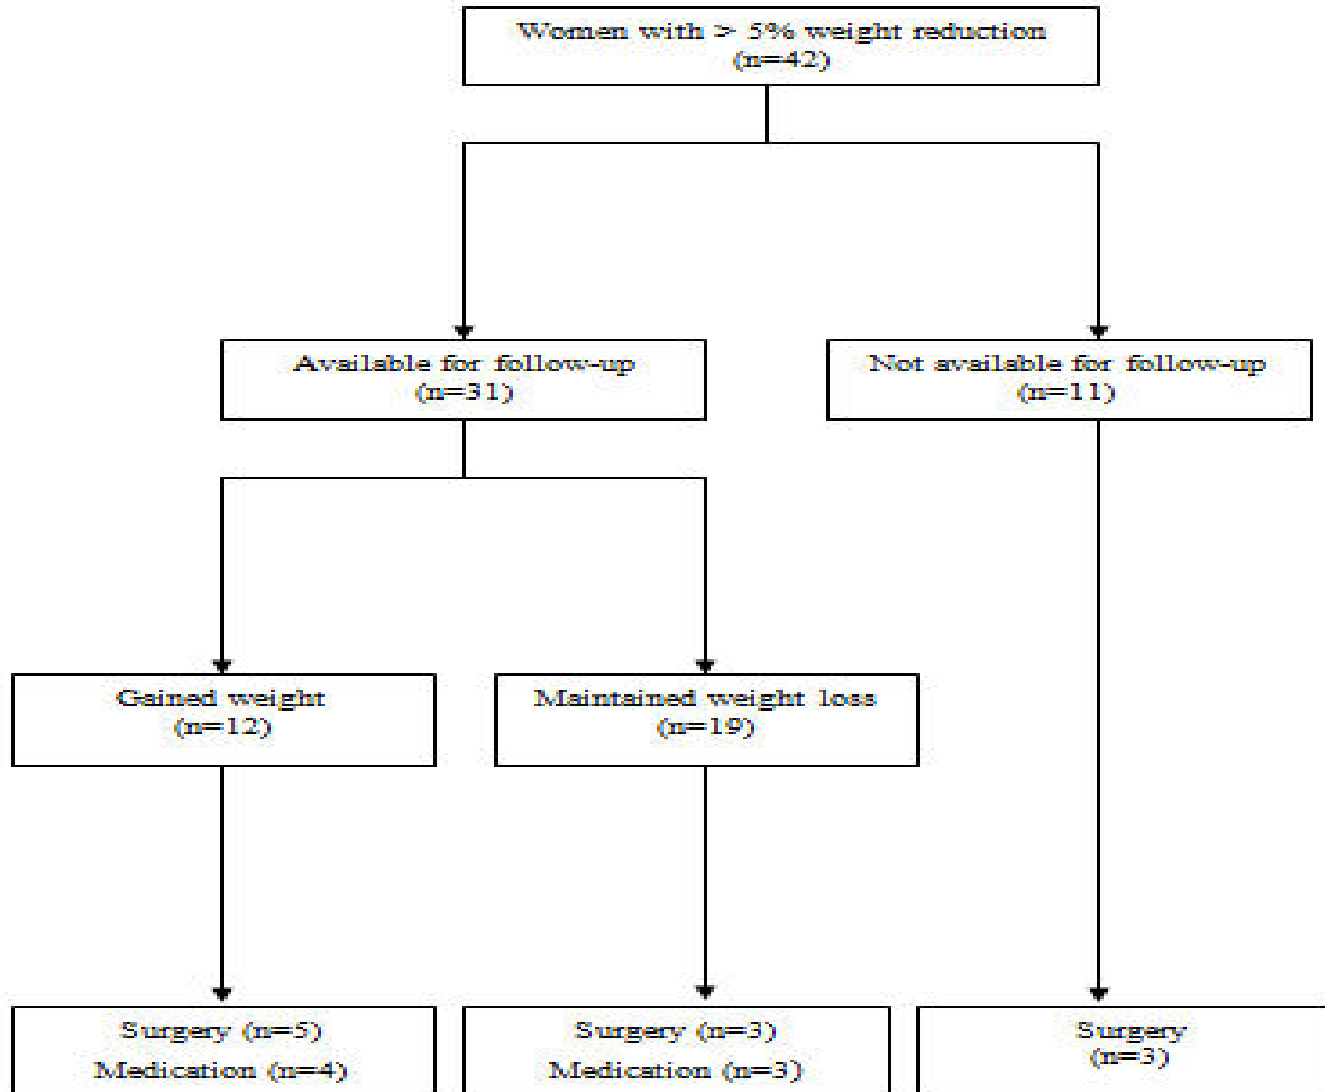 Women with > 5% weight reduction
(n=42)
Available for follow-up
(n=31)
Not available for follow-up
(n=11)
Gained weight
(n=12)
Maintained weight loss
(n=19)
Surgery (n=5)
Medication (n=4)
Surgery (n=3)
Medication (n=3)
Surgery
(n=3)